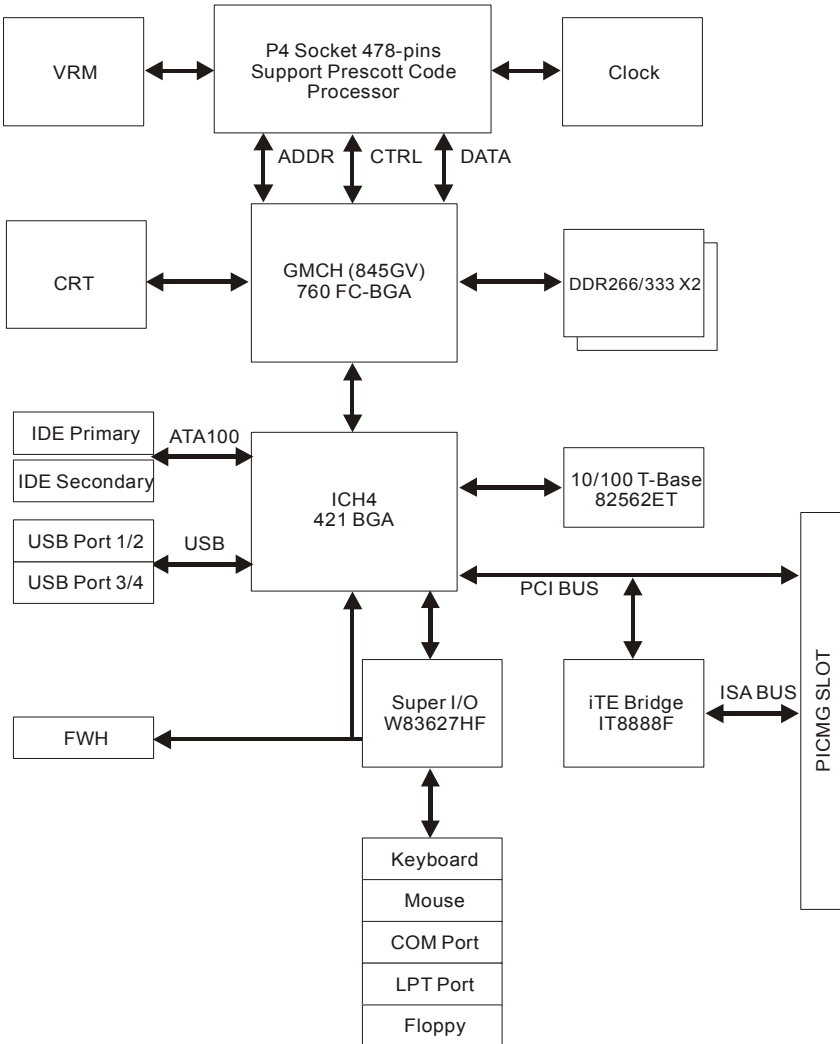 VRM
P4 Socket 478-pins
Support Prescott Code
Processor
Clock
ADDR
CTRL
DATA
CRT
GMCH (845GV)
760 FC-BGA
DDR266/333 X2
IDE Primary
IDE Secondary
ATA100
ICH4
421 BGA
10/100 T-Base
82562ET
USB Port 1/2
USB Port 3/4
USB
PCI BUS
FWH
Super I/O
W83627HF
iTE Bridge
IT8888F
ISA BUS
PICMG SLOT
Keyboard
Mouse
COM Port
LPT Port
Floppy